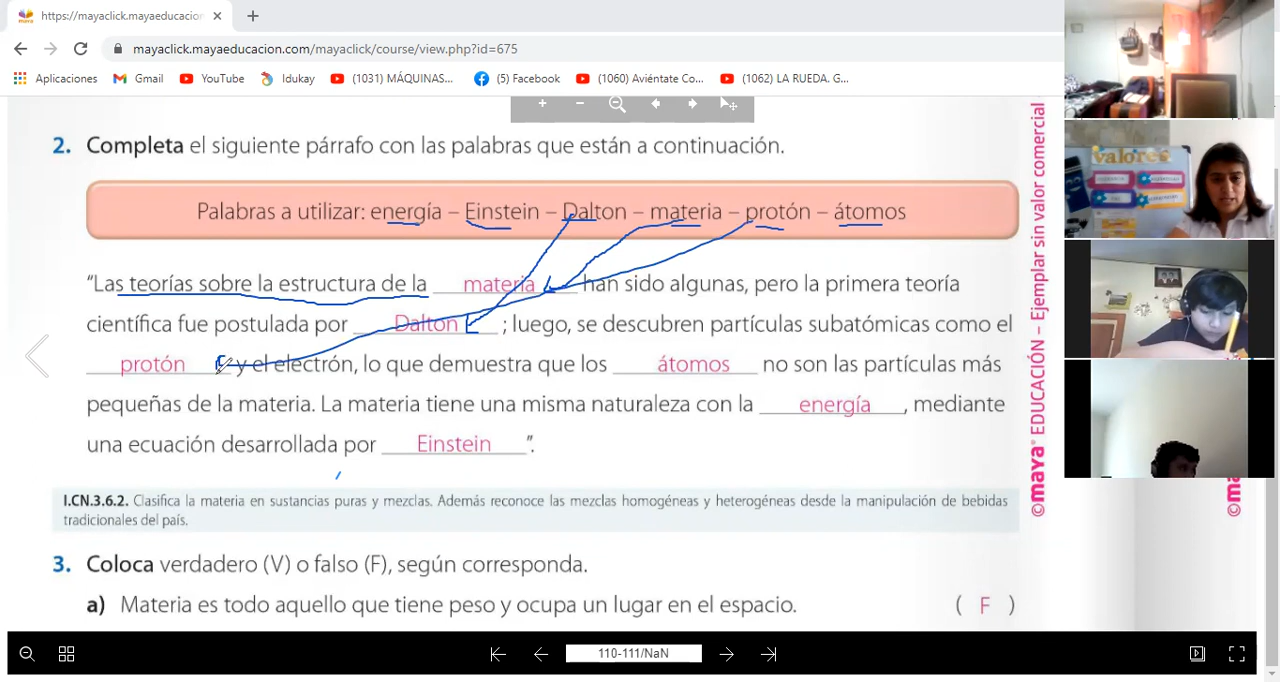 https://mayaclick.mayaeducacion
mayaclick.mayaeducacion.com/mayaclick/course/view.php?id=675
Aplicaciones Gmail YouTube Idukay (1031) MÁQUINAS... (5) Facebook (1060) Aviéntate Co... (1062) LA RUEDA. G...
2. Completa el siguiente párrafo con las palabras que están a continuación.
Palabras a utilizar: energía – Einstein – Dalton – materia – protón – átomos
“Las teorías sobre la estructura de la materia han sido algunas, pero la primera teoría
científica fue postulada por Dalton ; luego, se descubren partículas subatómicas como el
protón y el electrón, lo que demuestra que los átomos no son las partículas más
pequeñas de la materia. La materia tiene una misma naturaleza con la energía , mediante
una ecuación desarrollada por Einstein ”.
I.CN.3.6.2. Clasifica la materia en sustancias puras y mezclas. Además reconoce las mezclas homogéneas y heterogéneas desde la manipulación de bebidas
tradicionales del país.
3. Coloca verdadero (V) o falso (F), según corresponda.
a) Materia es todo aquello que tiene peso y ocupa un lugar en el espacio. ( F )
©maya® EDUCACIÓN – Ejemplar sin valor comercial
©ma
valores
110-111/NaN